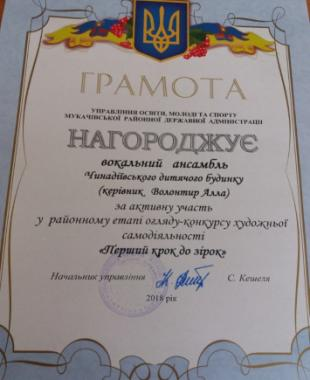 ГРАМОТА
УПРАВЛІННЯ ОСВІТИ, МОЛОДІ ТА СПОРТУ
МУКАЧІВСЬКОЇ РАЙОННОЇ ДЕРЖАВНОЇ АДМІНІСТРАЦІЇ
НАГОРОДЖУЄ
вокальний ансамбль
Чинадіївського дитячого будинку
(керівник Волонтир Алла)
за активну участь
у районному етапі огляду-конкурсу художньої
самодіяльності
«Перший крок до зірок»
Начальник управління С. Кешеля
2018 рік